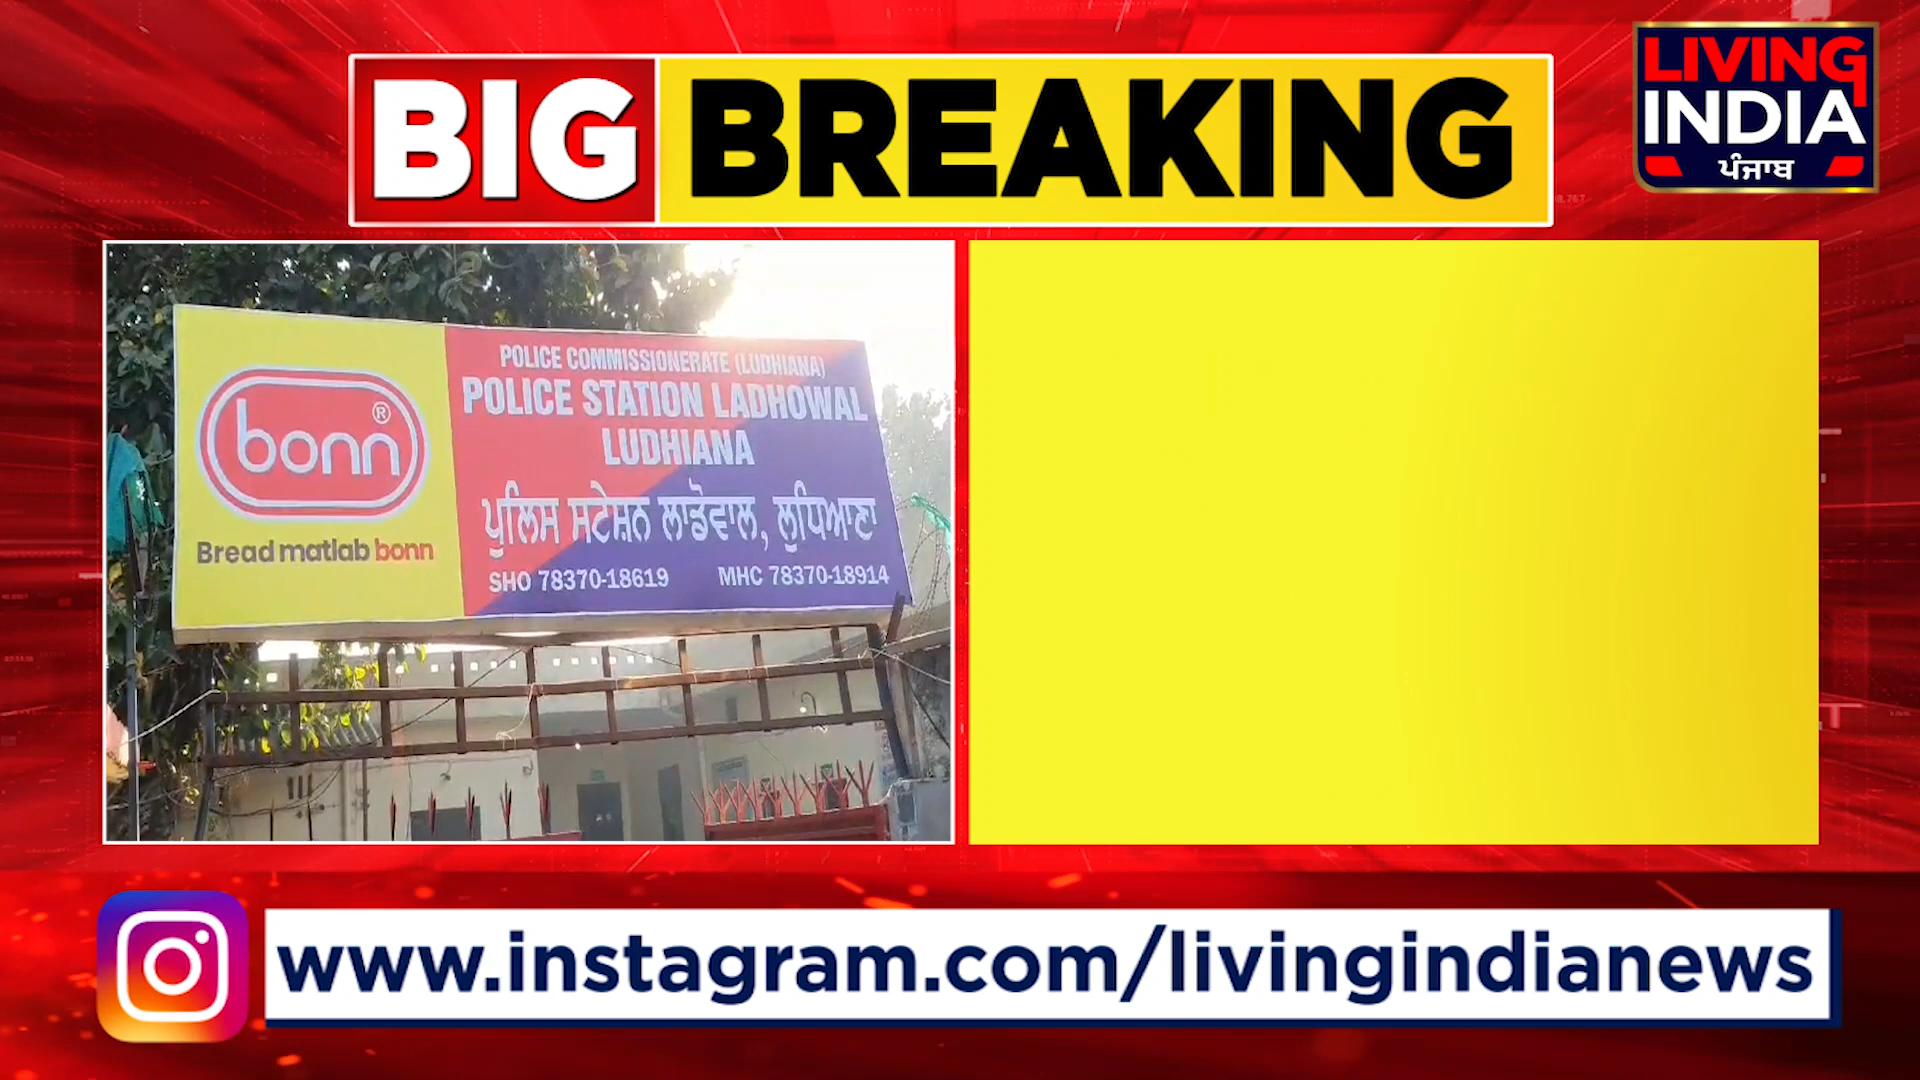 BIG BREAKING
LIVING
INDIA
ਪੰਜਾਬ
bonn®
Bread matlab bonn
POLICE COMMISSIONERATE (LUDHIANA)
POLICE STATION LADHOWAL
LUDHIANA
ਪੁਲਿਸ ਸਟੇਸ਼ਨ ਲਾਡੋਵਾਲ, ਲੁਧਿਆਣਾ
SHO 78370-18619 MHC 78370-18914
www.instagram.com/livingindianews